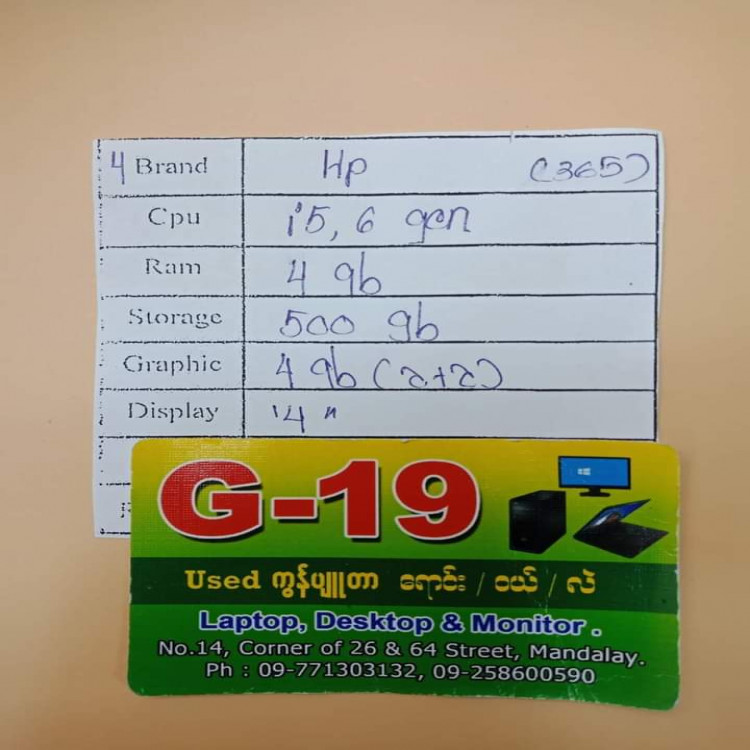 4 Brand Hp (365)
Cpu i5, 6 gen
Ram 4 gb
Storage 500 gb
Graphic 4 gb (2+2)
Display 14"
G-19
Used ကွန်ပျူတာ ရောင်း / ဝယ် / လဲ
Laptop, Desktop & Monitor .
No.14, Corner of 26 & 64 Street, Mandalay.
Ph : 09-771303132, 09-258600590